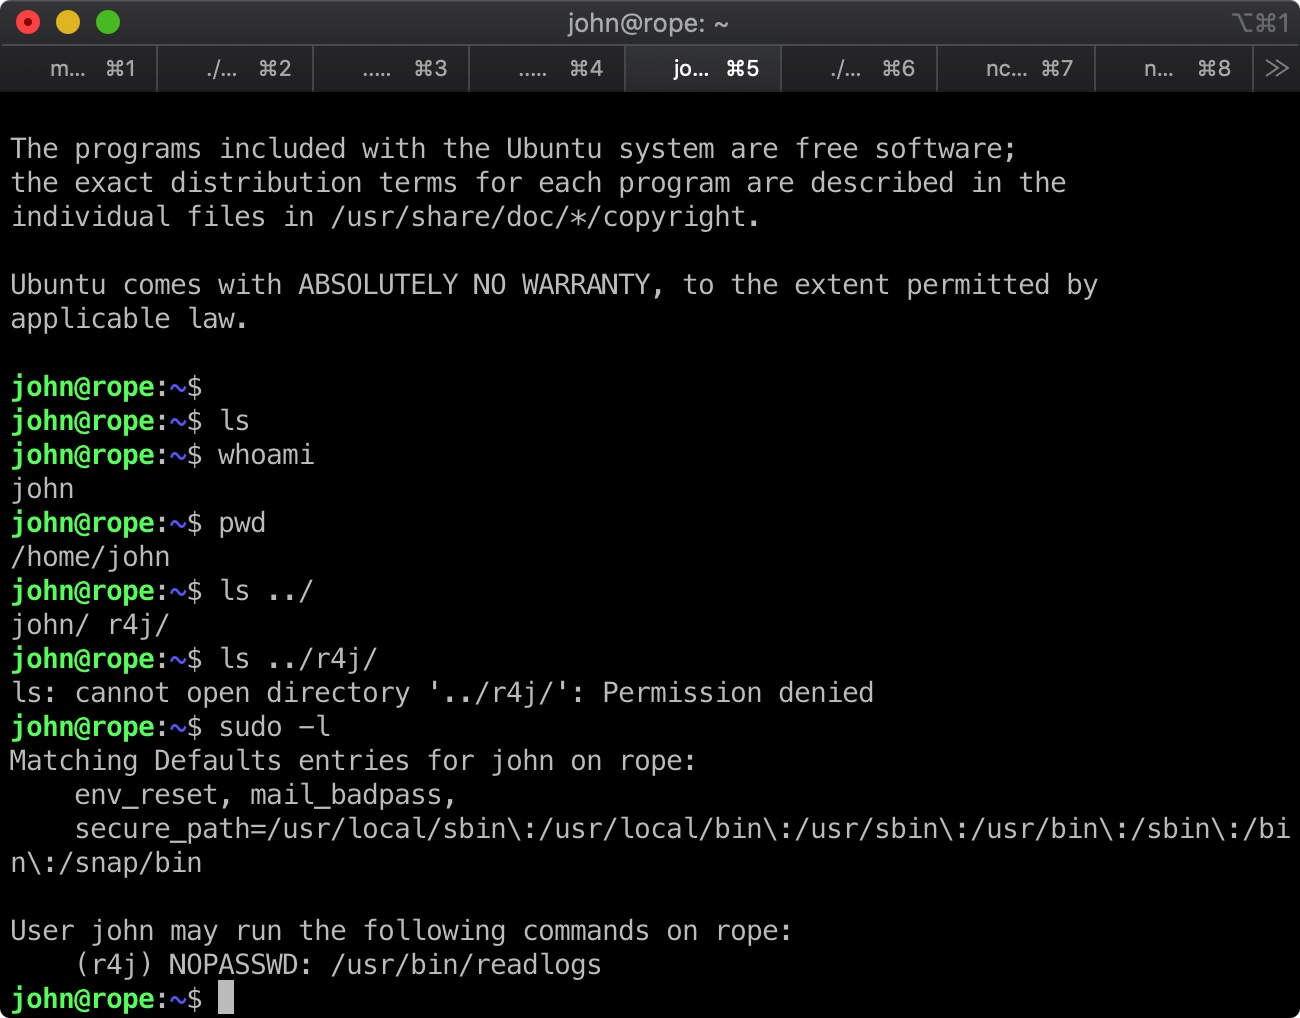 john@rope: ~
⌥⌘1
m... ⌘1 ./... ⌘2 ..... ⌘3 ..... ⌘4 jo... ⌘5 ./... ⌘6 nc... ⌘7 n... ⌘8 >>
The programs included with the Ubuntu system are free software;
the exact distribution terms for each program are described in the
individual files in /usr/share/doc/*/copyright.
Ubuntu comes with ABSOLUTELY NO WARRANTY, to the extent permitted by
applicable law.
john@rope:~$
john@rope:~$ ls
john@rope:~$ whoami
john
john@rope:~$ pwd
/home/john
john@rope:~$ ls ../
john/ r4j/
john@rope:~$ ls ../r4j/
ls: cannot open directory '../r4j/': Permission denied
john@rope:~$ sudo -l
Matching Defaults entries for john on rope:
    env_reset, mail_badpass,
    secure_path=/usr/local/sbin\:/usr/local/bin\:/usr/sbin\:/usr/bin\:/sbin\:/bi
n\:/snap/bin
User john may run the following commands on rope:
    (r4j) NOPASSWD: /usr/bin/readlogs
john@rope:~$